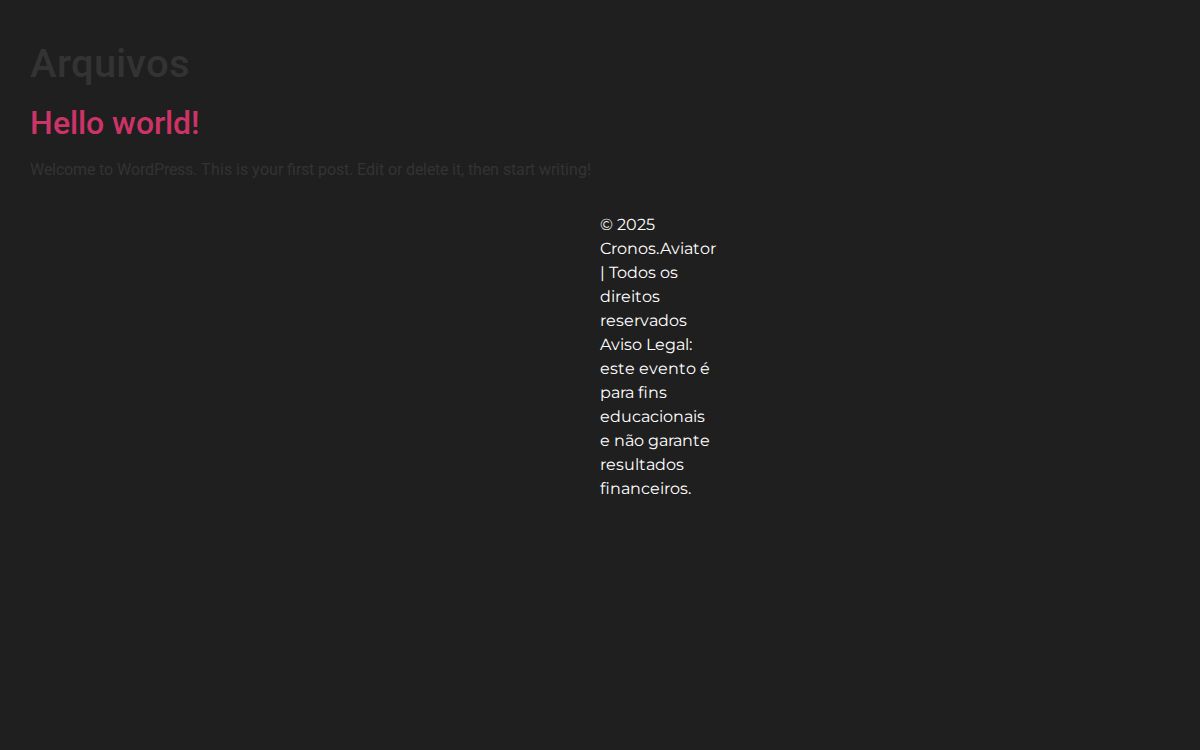 Arquivos
Hello world!
Welcome to WordPress. This is your first post. Edit or delete it, then start writing!
© 2025
Cronos.Aviator
| Todos os
direitos
reservados
Aviso Legal:
este evento é
para fins
educacionais
e não garante
resultados
financeiros.